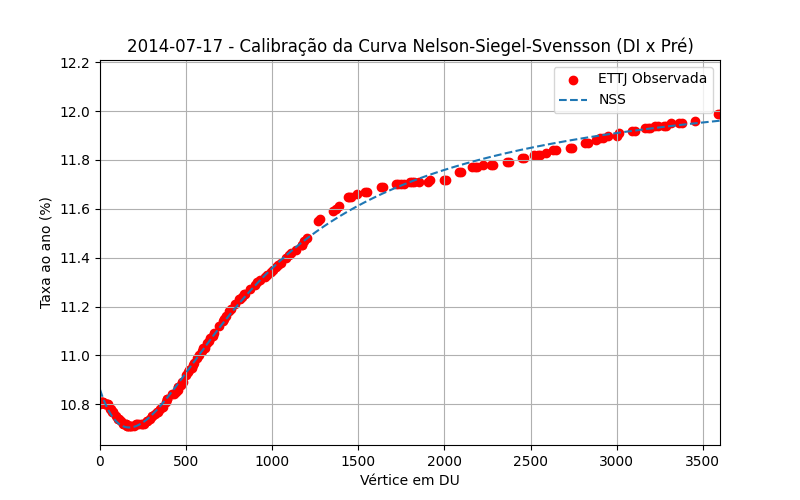 2014-07-17 - Calibração da Curva Nelson-Siegel-Svensson (DI x Pré)
ETTJ Observada
NSS
Taxa ao ano (%)
12.2
12.0
11.8
11.6
11.4
11.2
11.0
10.8
0 500 1000 1500 2000 2500 3000 3500
Vértice em DU